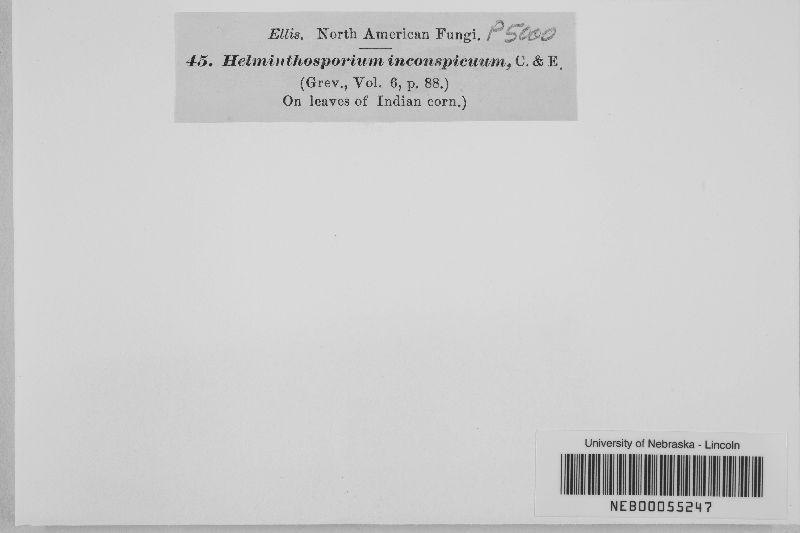 Ellis. North American Fungi. P5000
45. Helminthosporium inconspicuum, C. & E.
(Grev., Vol. 6, p. 88.)
On leaves of Indian corn.)
University of Nebraska - Lincoln
NEB00055247